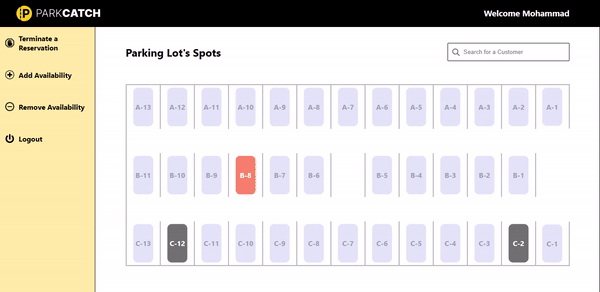 P PARKCATCH
Welcome Mohammad
Terminate a
Reservation
Add Availability
Remove Availability
Logout
Parking Lot's Spots
Search for a Customer
A-13 A-12 A-11 A-10 A-9 A-8 A-7 A-6 A-5 A-4 A-3 A-2 A-1
B-11 B-10 B-9 B-8 B-7 B-6 B-5 B-4 B-3 B-2 B-1
C-13 C-12 C-11 C-10 C-9 C-8 C-7 C-6 C-5 C-4 C-3 C-2 C-1